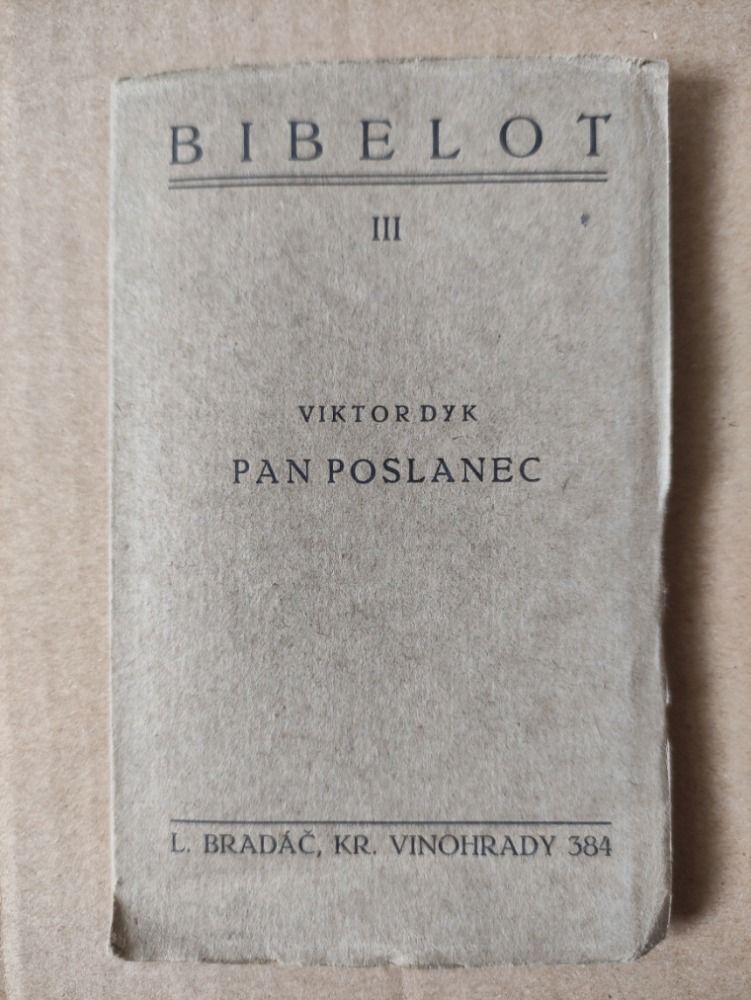 BIBELOT
III
VIKTOR DYK
PAN POSLANEC
L. BRADÁČ, KR. VINOHRADY 384